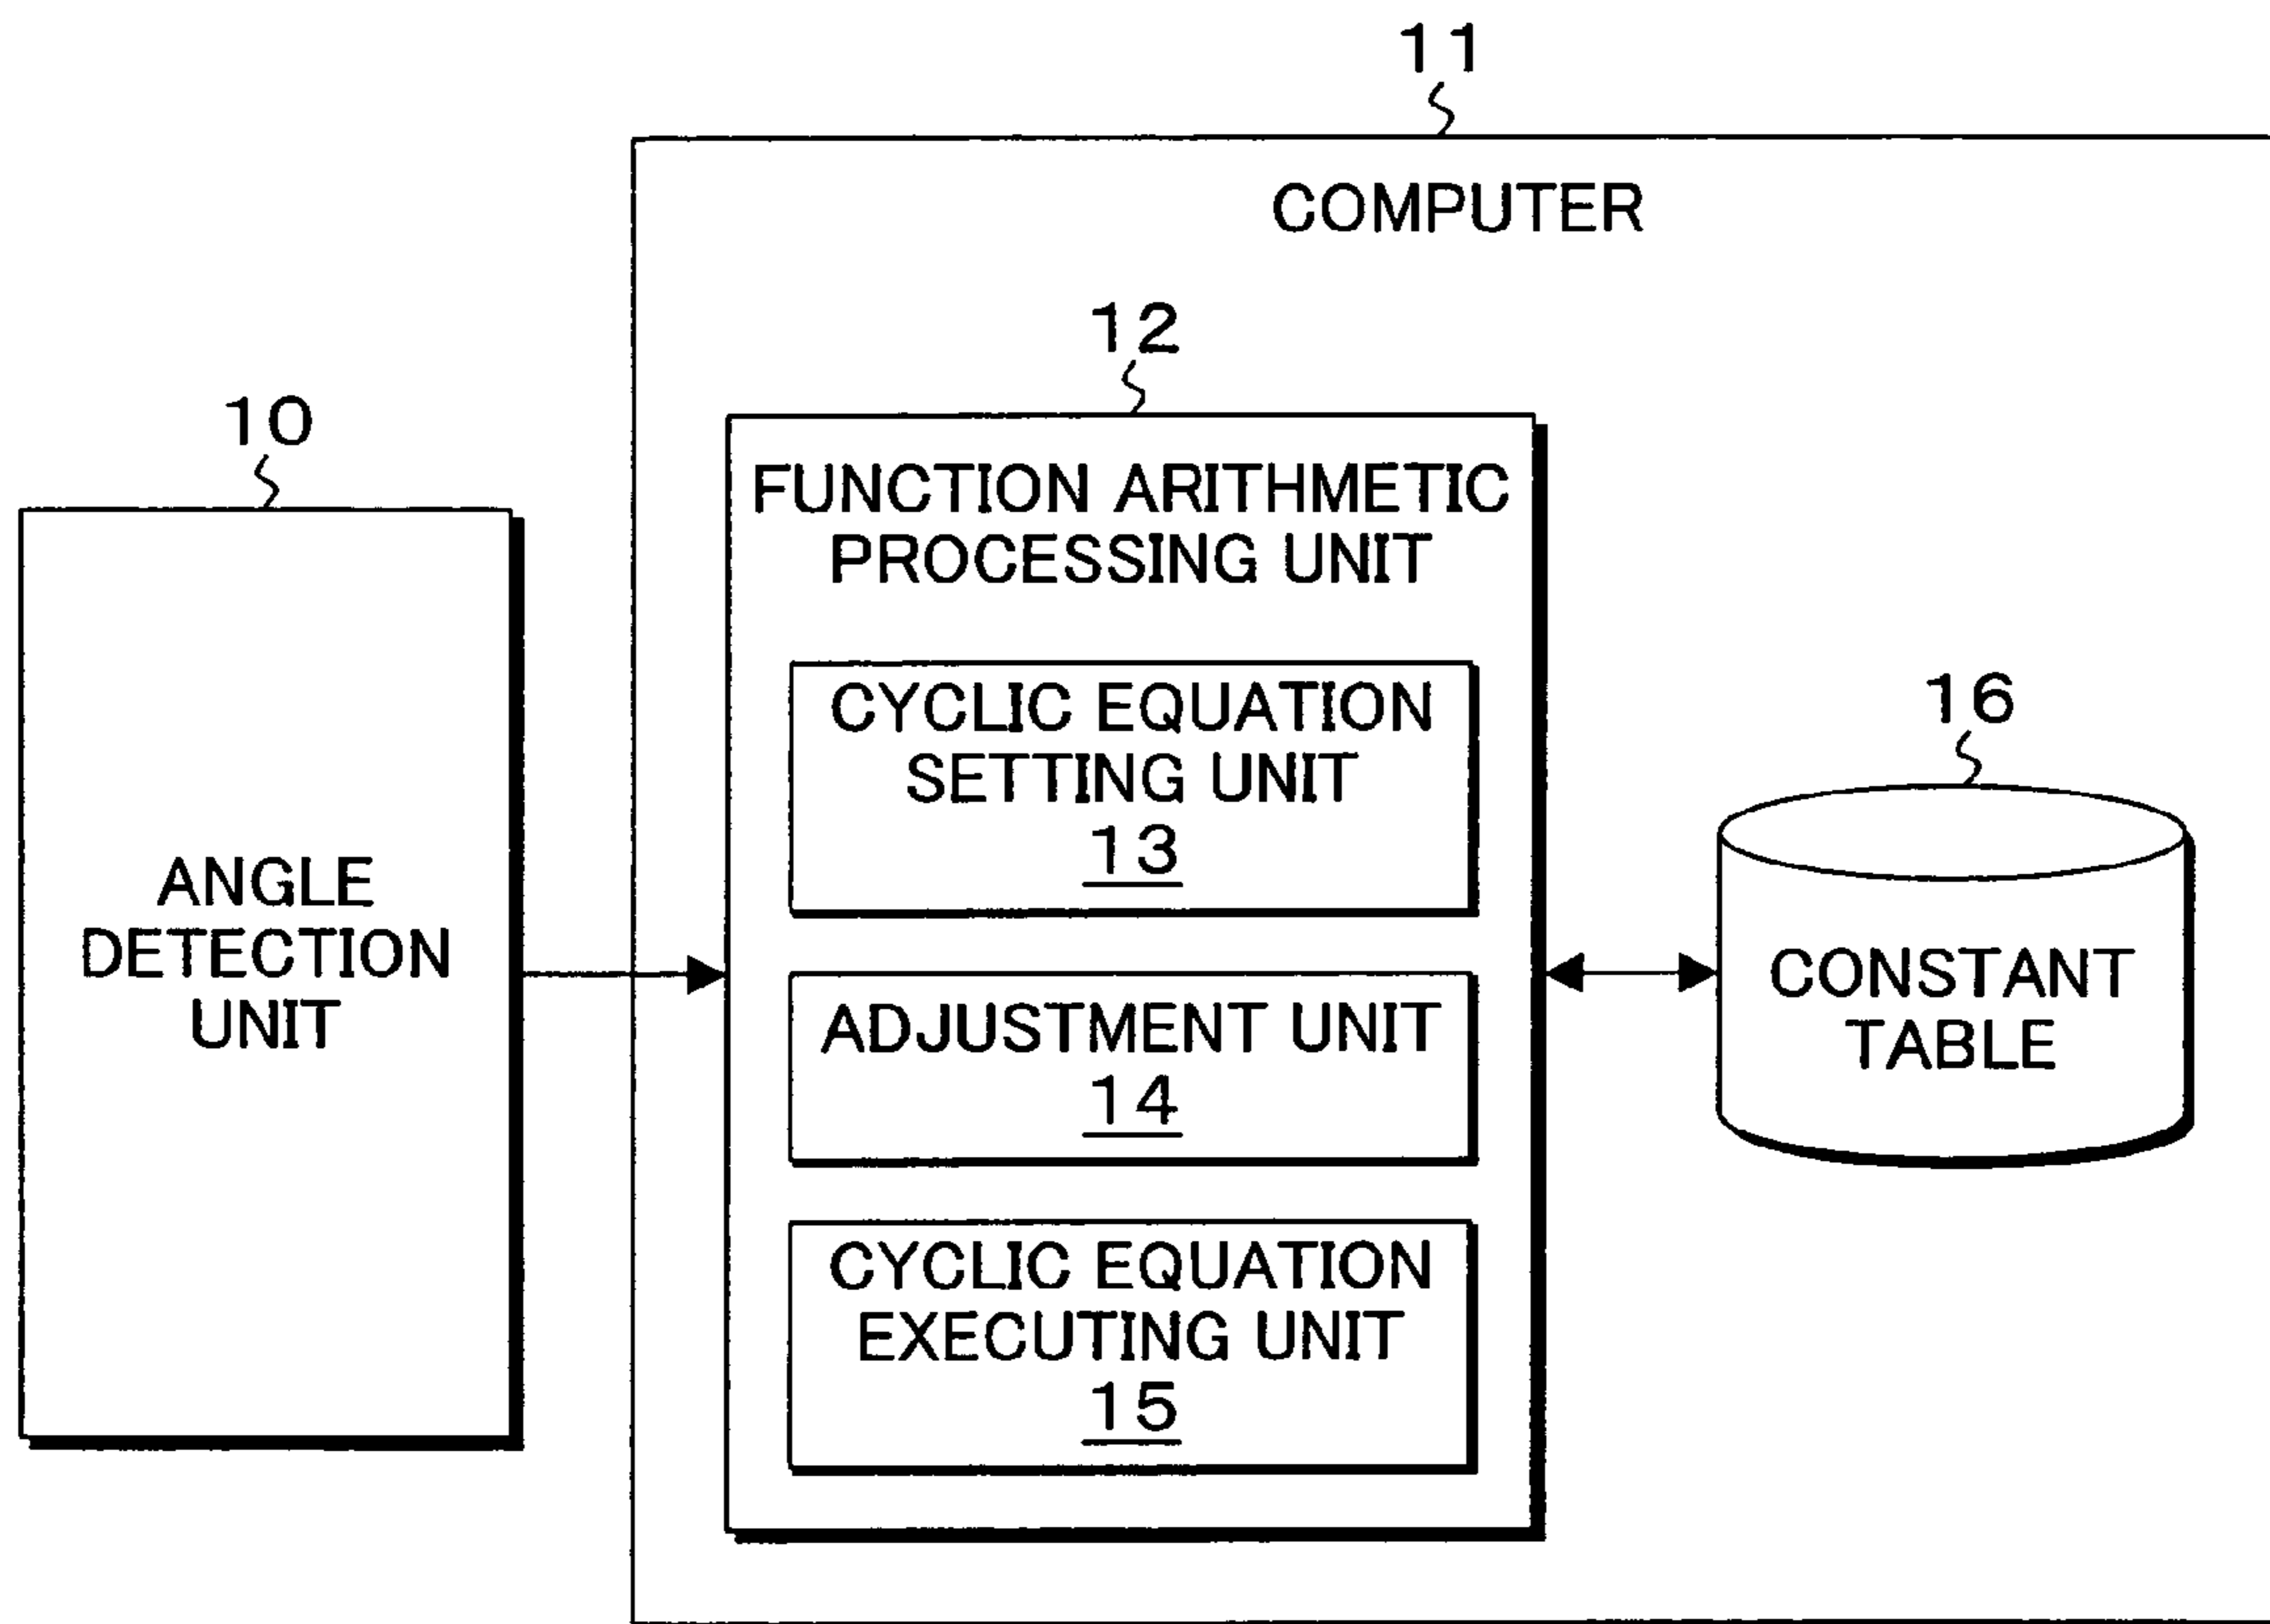 11
COMPUTER
12
10
FUNCTION ARITHMETIC
PROCESSING UNIT
CYCLIC EQUATION
SETTING UNIT
13
16
ANGLE
DETECTION
UNIT
CONSTANT
TABLE
ADJUSTMENT UNIT
14
CYCLIC EQUATION
EXECUTING UNIT
15